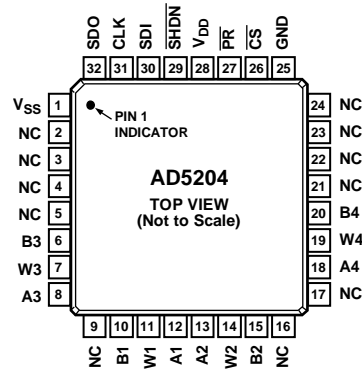 SDO CLK SDI SHDN VDD PR CS GND
32 31 30 29 28 27 26 25
VSS 1
NC 2
NC 3
NC 4
NC 5
B3 6
W3 7
A3 8
PIN 1
INDICATOR
AD5204
TOP VIEW
(Not to Scale)
24 NC
23 NC
22 NC
21 NC
20 B4
19 W4
18 A4
17 NC
9 10 11 12 13 14 15 16
NC B1 W1 A1 A2 W2 B2 NC